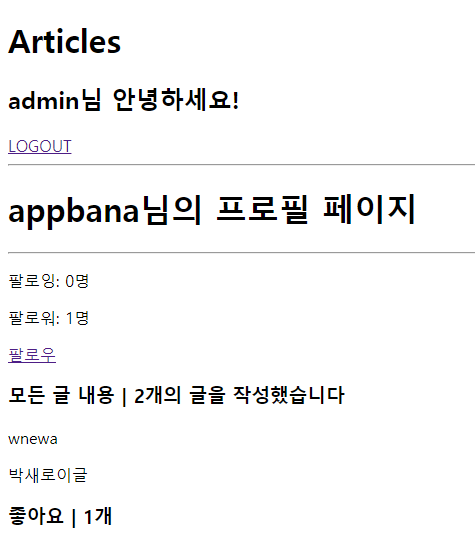 Articles
admin님 안녕하세요!
LOGOUT
appbana님의 프로필 페이지
팔로잉: 0명
팔로워: 1명
팔로우
모든 글 내용 | 2개의 글을 작성했습니다
wnewa
박새로이글
좋아요 | 1개